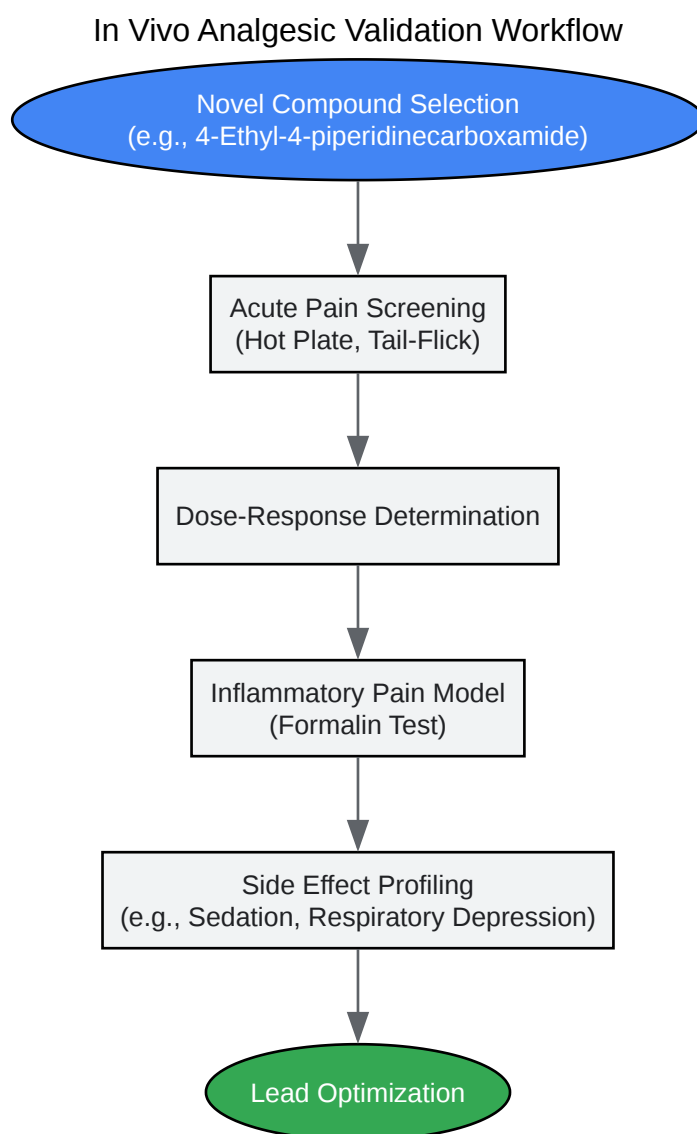 In Vivo Analgesic Validation Workflow
Novel Compound Selection
(e.g., 4-Ethyl-4-piperidinecarboxamide)
Acute Pain Screening
(Hot Plate, Tail-Flick)
Dose-Response Determination
Inflammatory Pain Model
(Formalin Test)
Side Effect Profiling
(e.g., Sedation, Respiratory Depression)
Lead Optimization